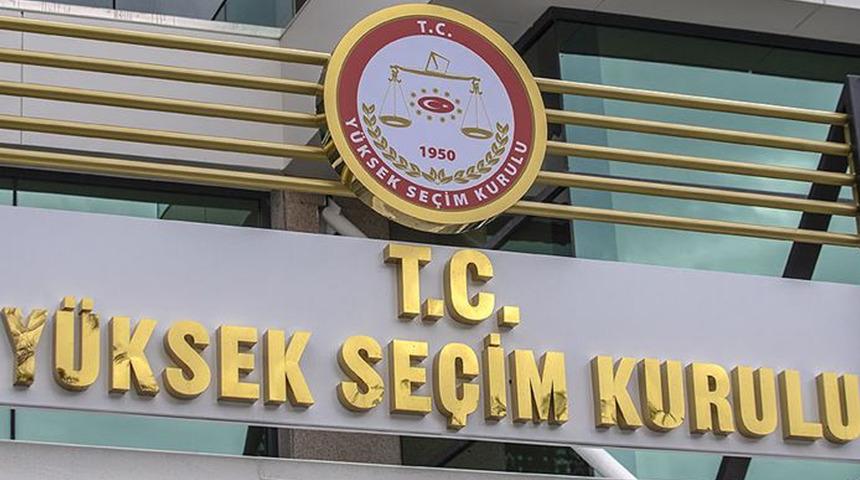 T.C.
1950
YÜKSEK SEÇİM KURULU
T.C.
YÜKSEK SEÇİM KURULU